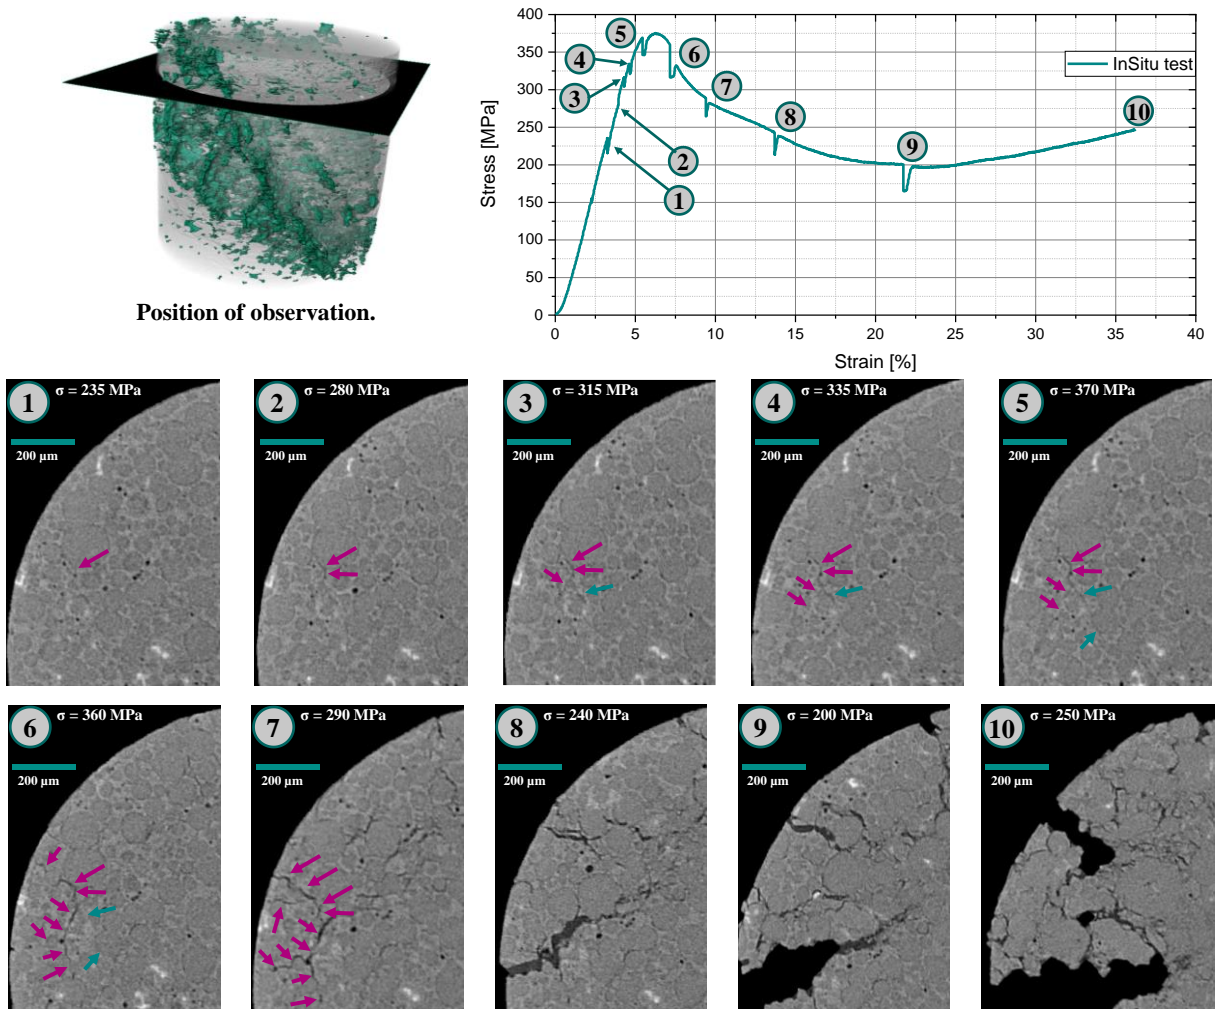 Position of observation.
Stress [MPa]
400
350
300
250
200
150
100
50
0
0 5 10 15 20 25 30 35 40
Strain [%]
InSitu test
5
4
3
6
7
8
2
1
9
10
1 σ = 235 MPa
200 µm
2 σ = 280 MPa
200 µm
3 σ = 315 MPa
200 µm
4 σ = 335 MPa
200 µm
5 σ = 370 MPa
200 µm
6 σ = 360 MPa
200 µm
7 σ = 290 MPa
200 µm
8 σ = 240 MPa
200 µm
9 σ = 200 MPa
200 µm
10 σ = 250 MPa
200 µm